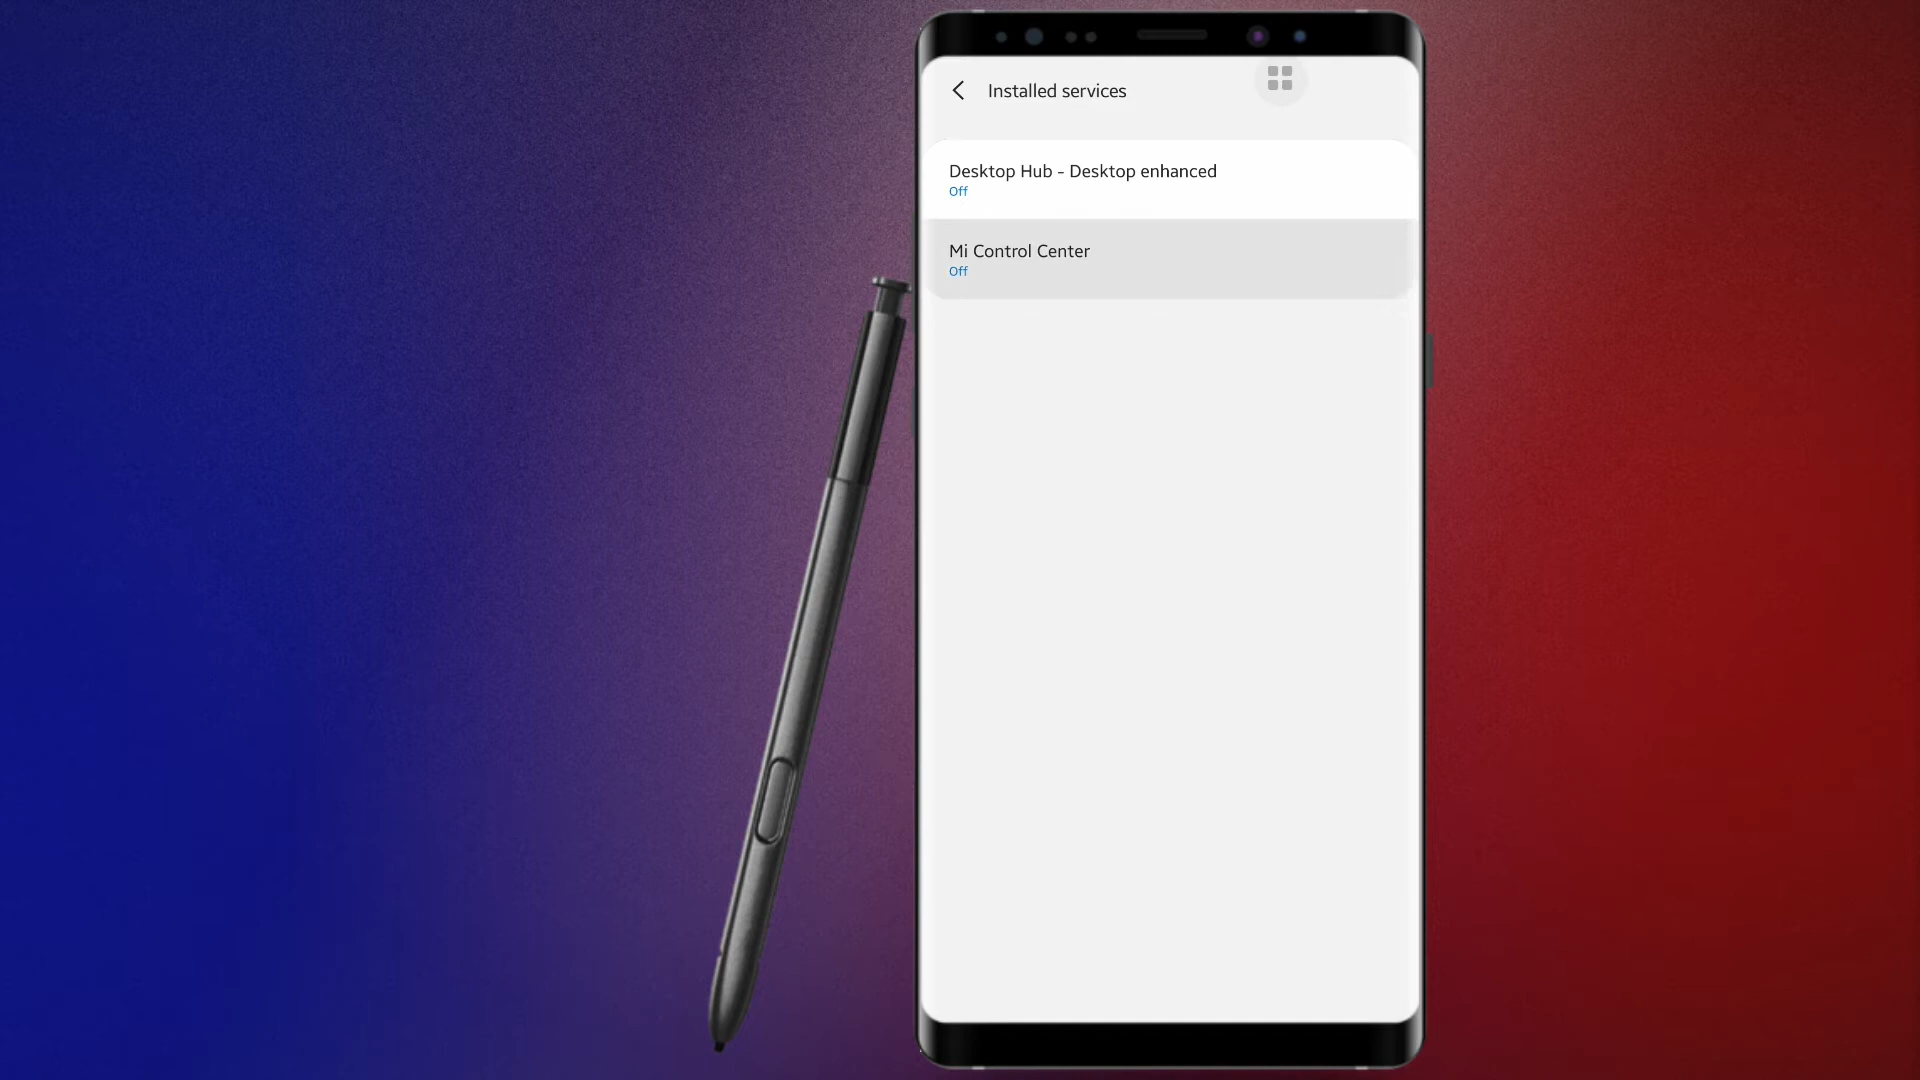 Installed services
Desktop Hub - Desktop enhanced
Off
Mi Control Center
Off